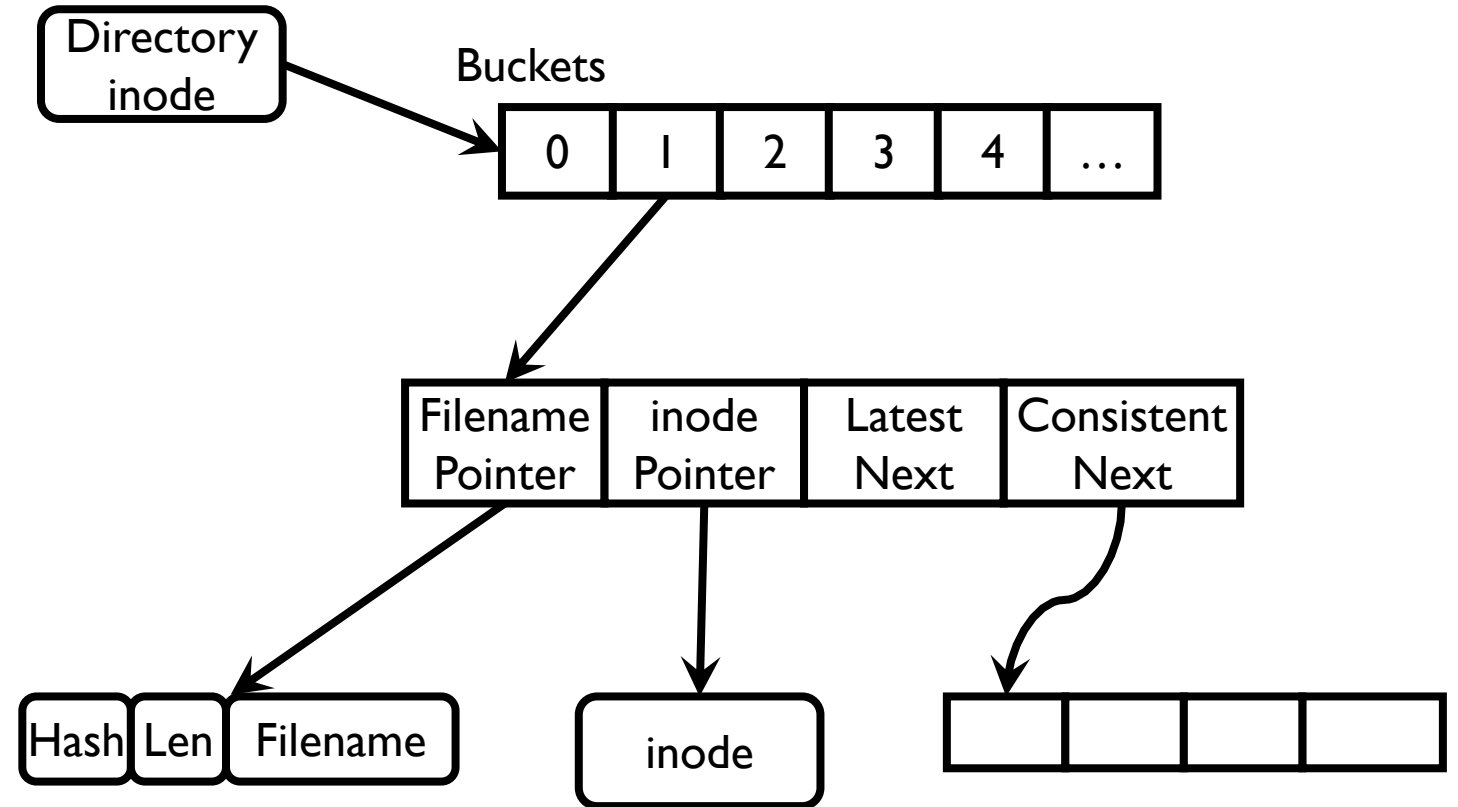 Directory
inode
Buckets
0 1 2 3 4 …
Filename
Pointer
inode
Pointer
Latest
Next
Consistent
Next
Hash Len Filename
inode